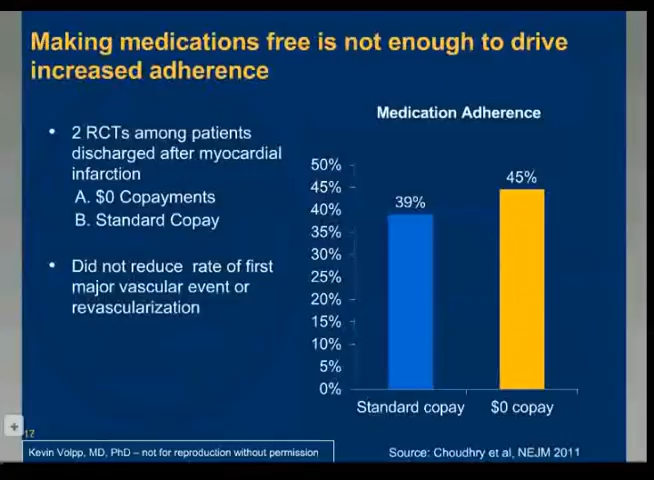 Making medications free is not enough to drive
increased adherence
• 2 RCTs among patients
discharged after myocardial
infarction
A. $0 Copayments
B. Standard Copay
• Did not reduce rate of first
major vascular event or
revascularization
Medication Adherence
50%
45%
40%
35%
30%
25%
20%
15%
10%
5%
0%
39%
45%
Standard copay
$0 copay
12
Kevin Volpp, MD, PhD – not for reproduction without permission
Source: Choudhry et al, NEJM 2011